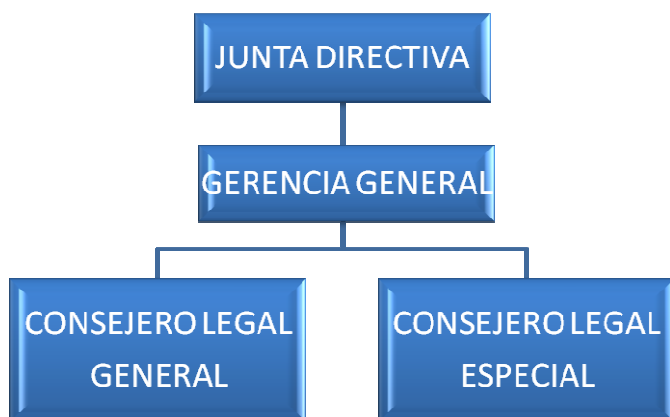 JUNTA DIRECTIVA
GERENCIA GENERAL
CONSEJERO LEGAL
GENERAL
CONSEJERO LEGAL
ESPECIAL